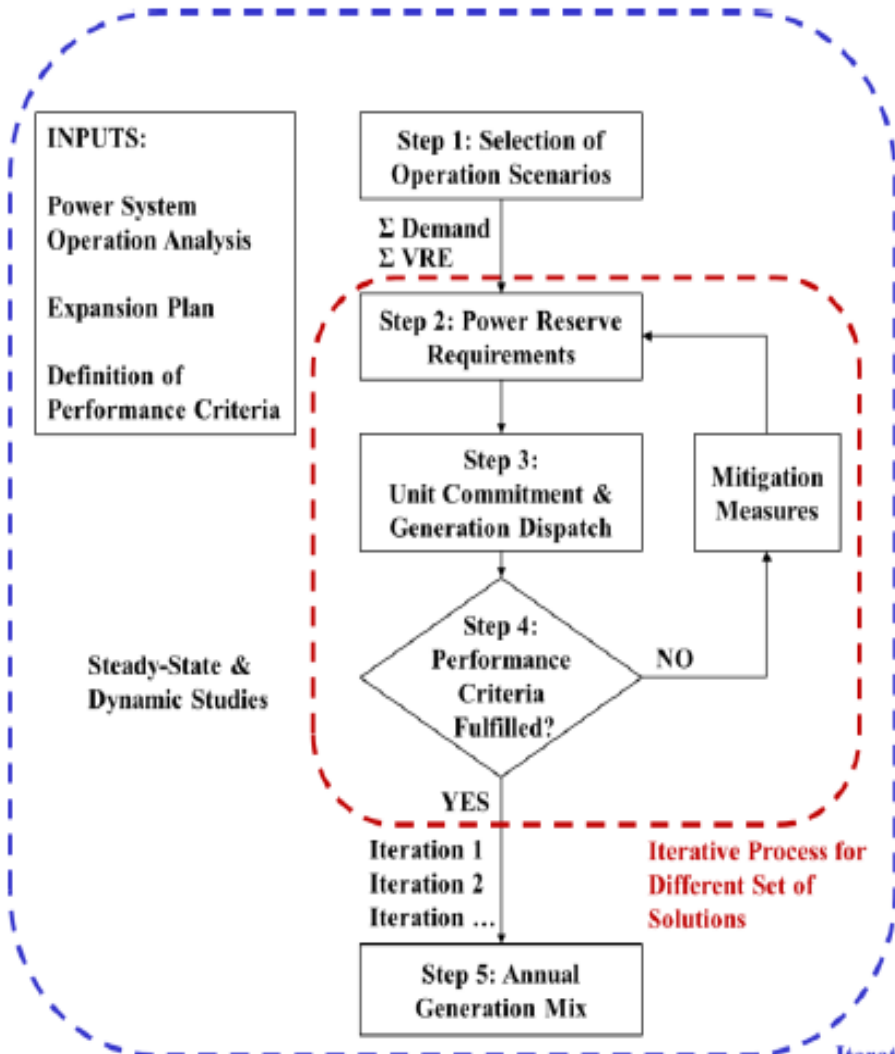 INPUTS:
Power System
Operation Analysis
Expansion Plan
Definition of
Performance Criteria
Step 1: Selection of
Operation Scenarios
Σ Demand
Σ VRE
Step 2: Power Reserve
Requirements
Step 3:
Unit Commitment &
Generation Dispatch
Mitigation
Measures
Step 4:
Performance
Criteria
Fulfilled?
NO
Steady-State &
Dynamic Studies
YES
Iteration 1
Iteration 2
Iteration ...
Iterative Process for
Different Set of
Solutions
Step 5: Annual
Generation Mix